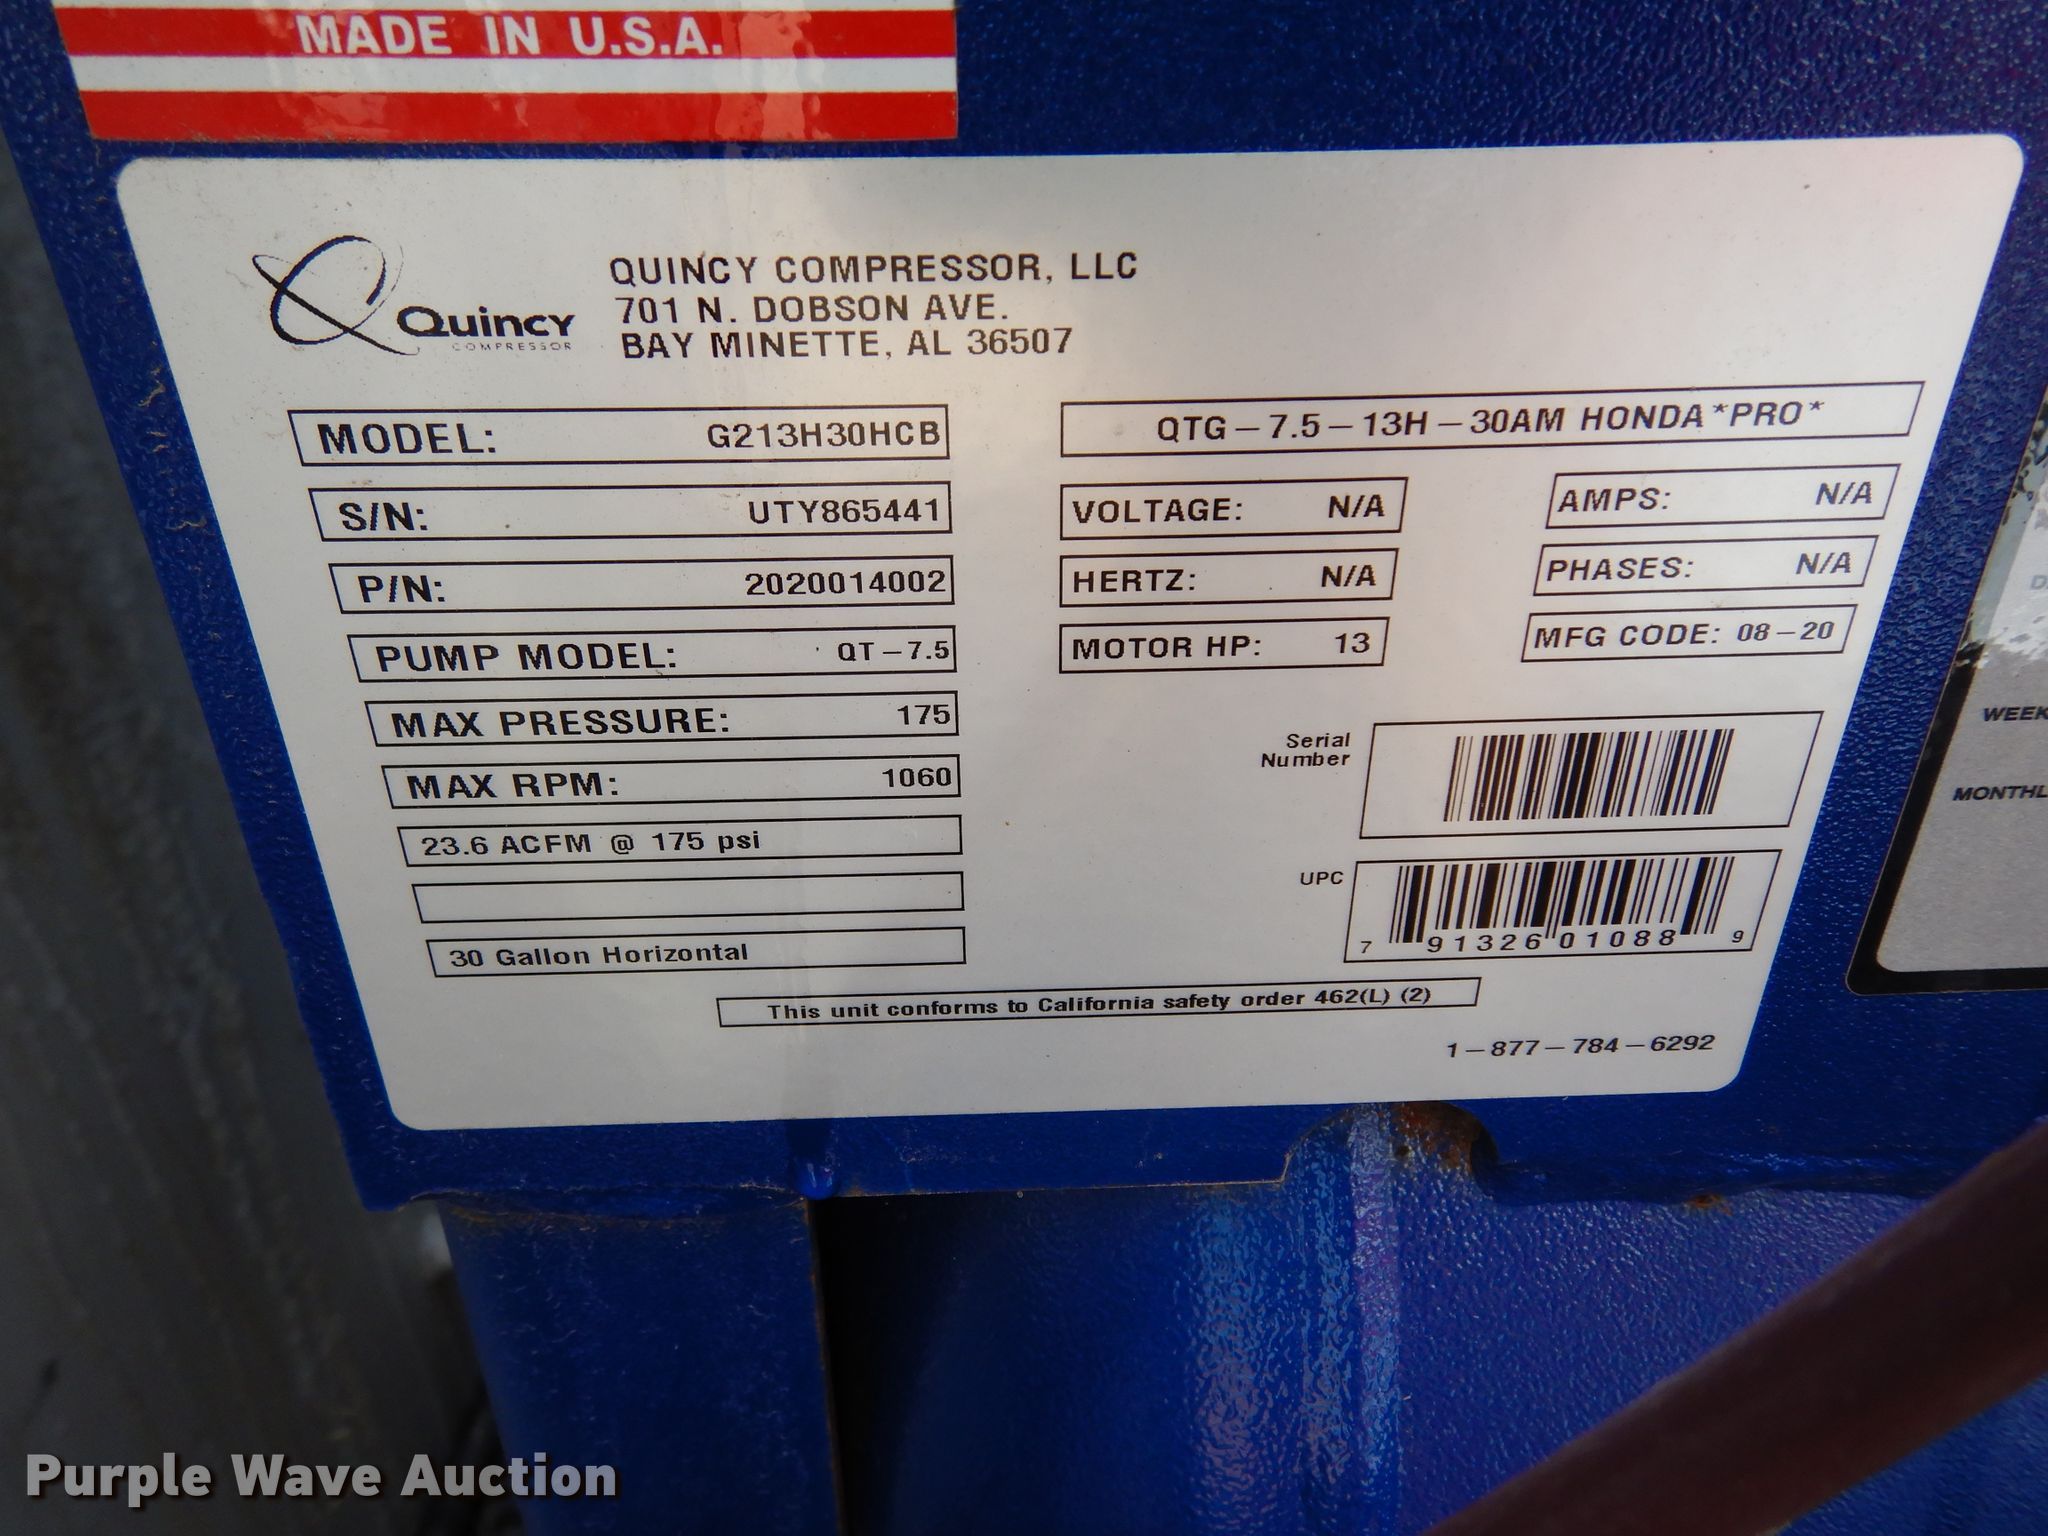 MADE IN U.S.A.
Quincy
COMPRESSOR
QUINCY COMPRESSOR, LLC
701 N. DOBSON AVE.
BAY MINETTE, AL 36507
MODEL: G213H30HCB
QTG-7.5-13H-30AM HONDA*PRO*
S/N: UTY865441
VOLTAGE: N/A
AMPS: N/A
P/N: 2020014002
HERTZ: N/A
PHASES: N/A
PUMP MODEL: QT-7.5
MOTOR HP: 13
MFG CODE: 08-20
MAX PRESSURE: 175
MAX RPM: 1060
23.6 ACFM @ 175 psi
30 Gallon Horizontal
Serial
Number
UPC
7 91326 01088 9
This unit conforms to California safety order 462(L) (2)
1-877-784-6292
WEEK
MONTHL
Purple Wave Auction